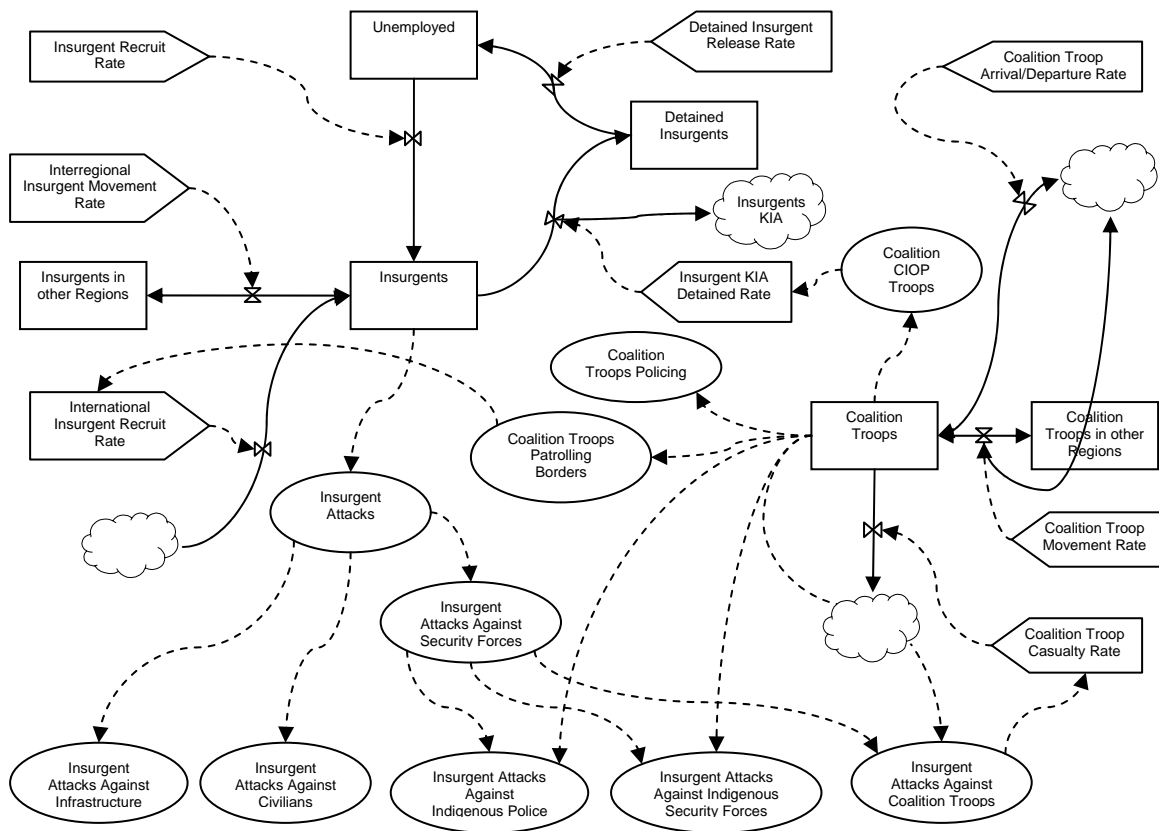 Unemployed
Insurgent Recruit
Rate
Detained Insurgent
Release Rate
Coalition Troop
Arrival/Departure Rate
Detained
Insurgents
Interregional
Insurgent Movement
Rate
Insurgents
KIA
Insurgents in
other Regions
Insurgents
Insurgent KIA
Detained Rate
Coalition
CIOP
Troops
Coalition
Troops Policing
International
Insurgent Recruit
Rate
Coalition Troops
Patrolling
Borders
Coalition
Troops
Coalition
Troops in other
Regions
Insurgent
Attacks
Coalition Troop
Movement Rate
Insurgent
Attacks Against
Security Forces
Coalition Troop
Casualty Rate
Insurgent
Attacks Against
Infrastructure
Insurgent
Attacks Against
Civilians
Insurgent Attacks
Against
Indigenous Police
Insurgent Attacks
Against Indigenous
Security Forces
Insurgent
Attacks Against
Coalition Troops